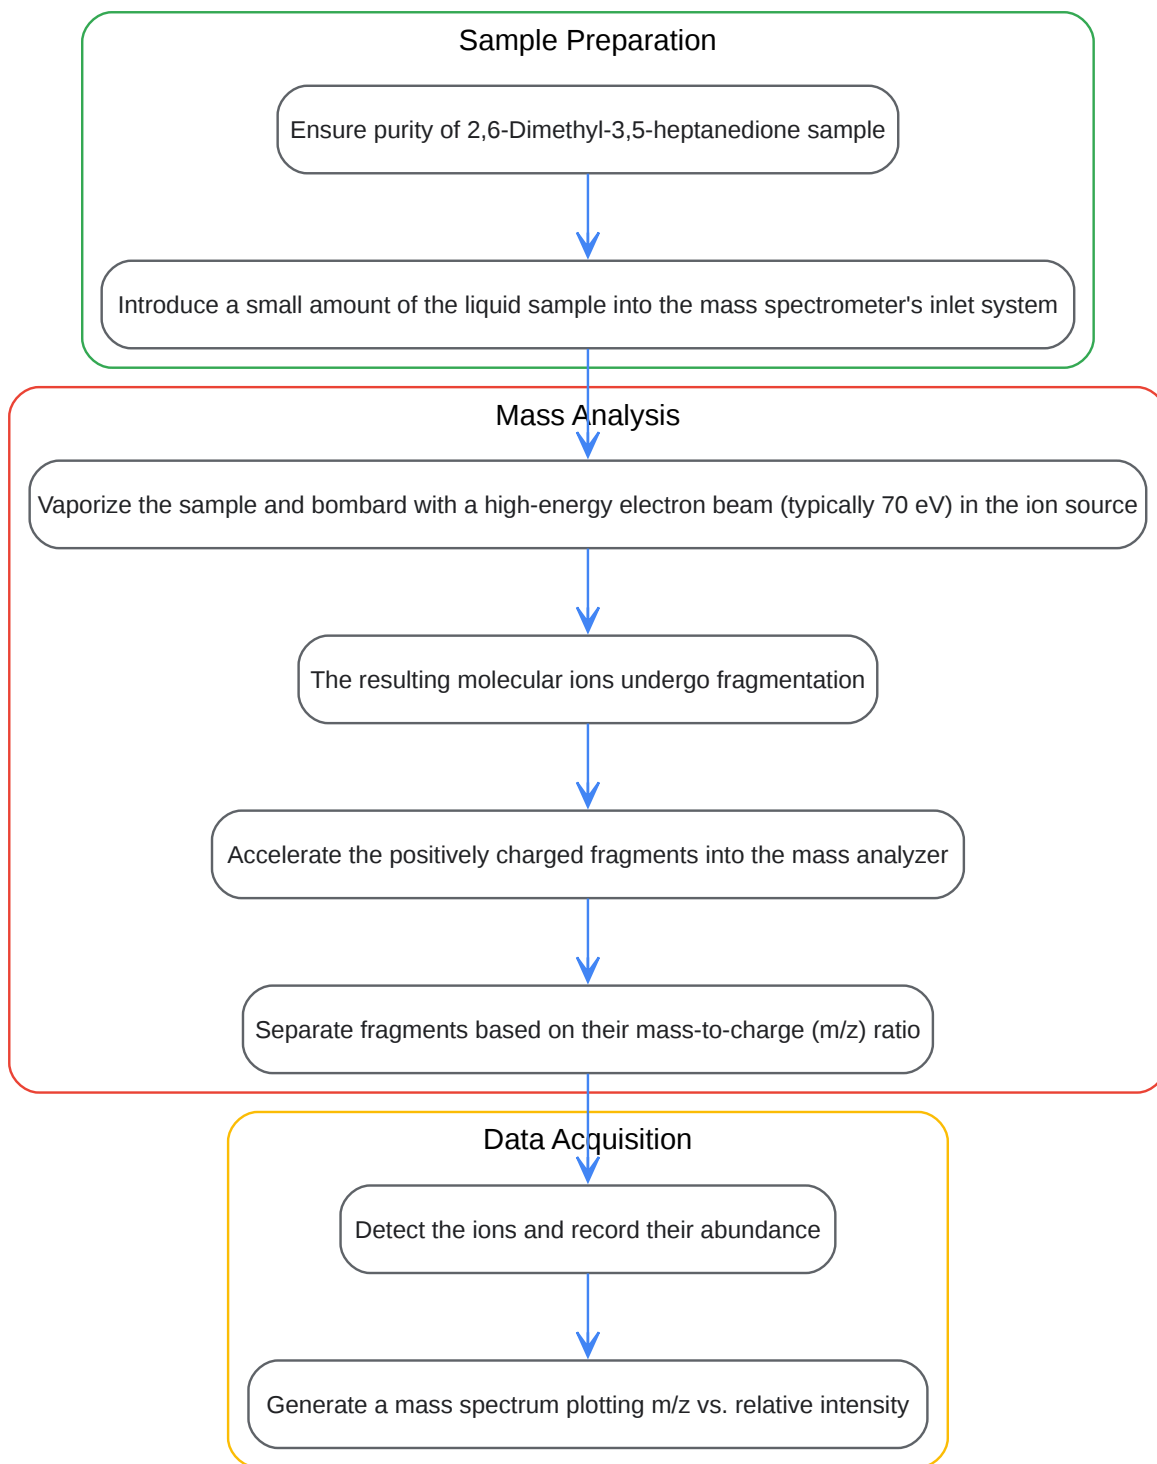 Sample Preparation
Ensure purity of 2,6-Dimethyl-3,5-heptanedione sample
Introduce a small amount of the liquid sample into the mass spectrometer's inlet system
Mass Analysis
Vaporize the sample and bombard with a high-energy electron beam (typically 70 eV) in the ion source
The resulting molecular ions undergo fragmentation
Accelerate the positively charged fragments into the mass analyzer
Separate fragments based on their mass-to-charge (m/z) ratio
Data Acquisition
Detect the ions and record their abundance
Generate a mass spectrum plotting m/z vs. relative intensity